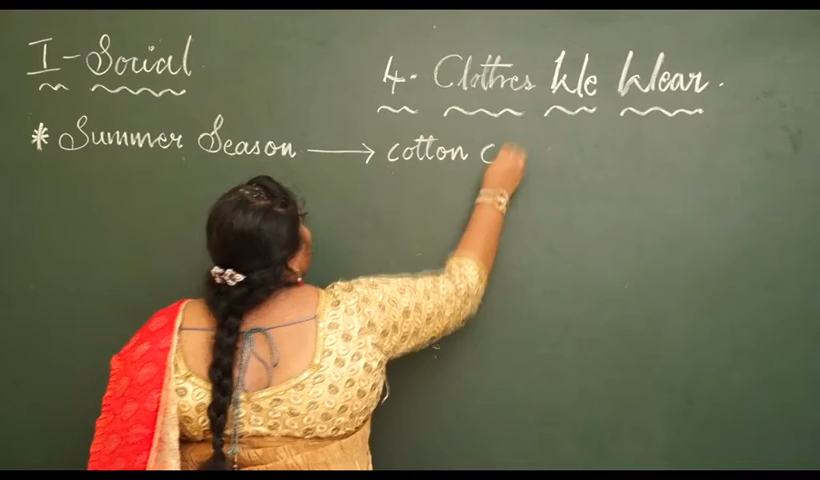 I-Social
4. Clothes We Wear.
* Summer Season → cotton c